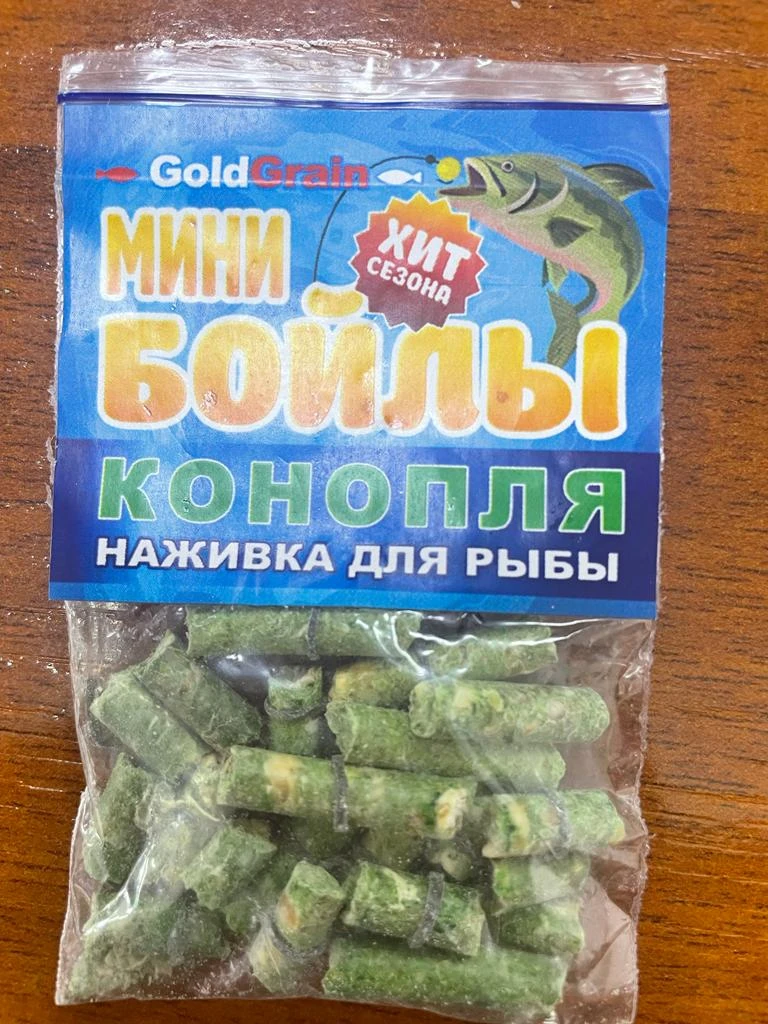 GoldGrain
МИНИ
ХИТ
СЕЗОНА
БОЙЛЫ
КОНОПЛЯ
НАЖИВКА ДЛЯ РЫБЫ